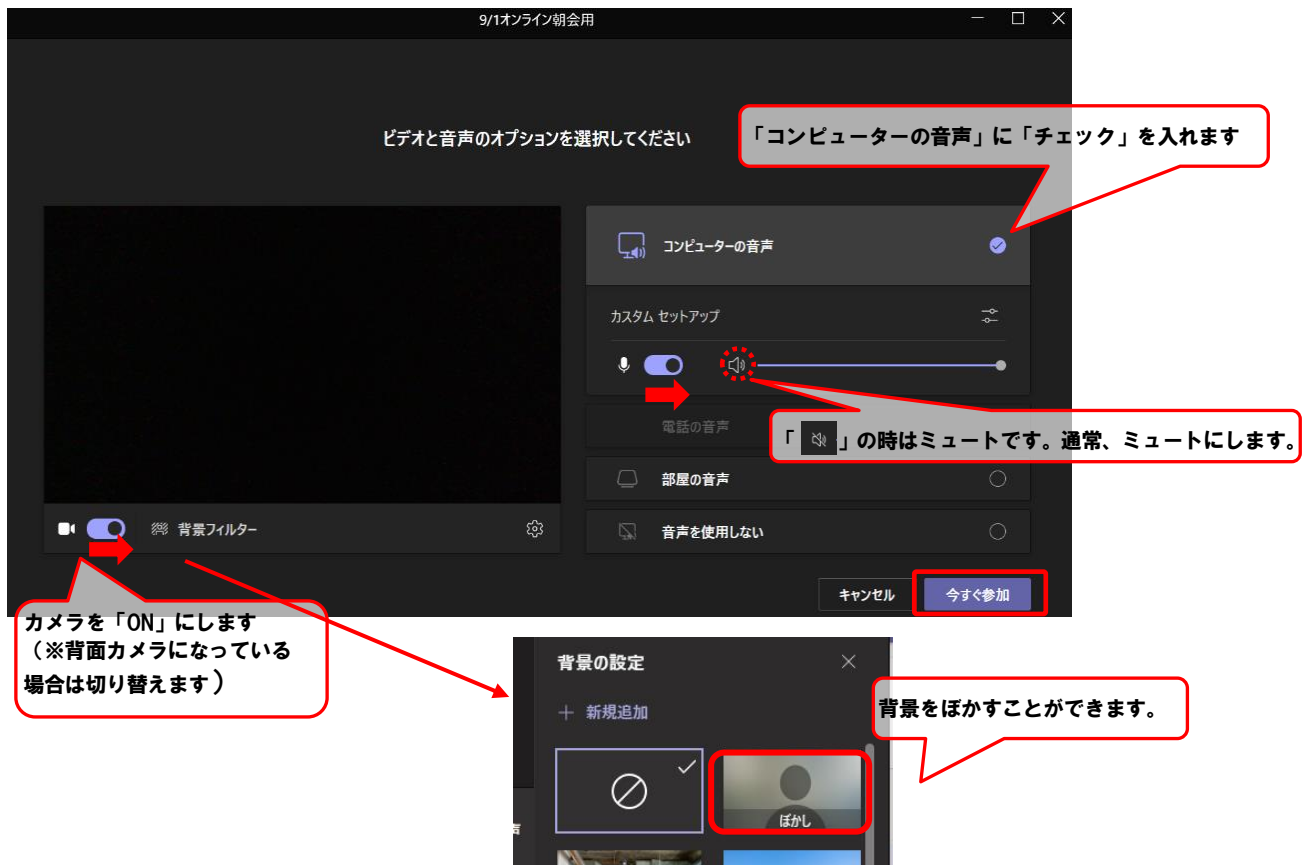 9/1オンライン朝会用
ビデオと音声のオプションを選択してください
「コンピューターの音声」に「チェック」を入れます
コンピューターの音声
カスタム セットアップ
電話の音声
「 」の時はミュートです。通常、ミュートにします。
部屋の音声
音声を使用しない
背景フィルター
キャンセル
今すぐ参加
カメラを「ON」にします
(※背面カメラになっている
場合は切り替えます)
背景の設定
+ 新規追加
背景をぼかすことができます。
ぼかし
声